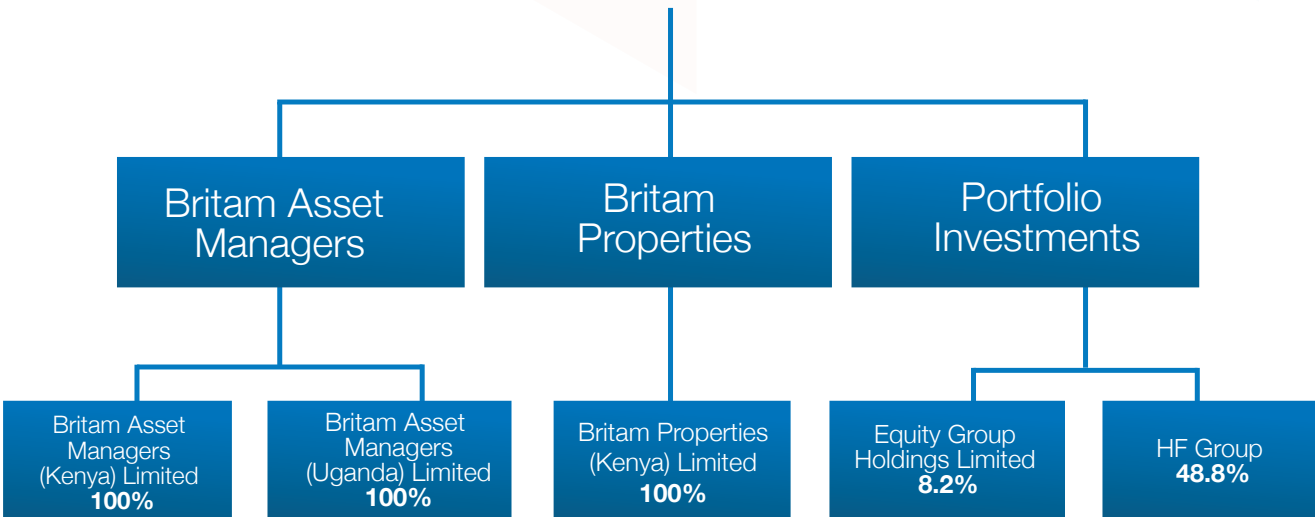 Britam Asset
Managers
Britam
Properties
Portfolio
Investments
Britam Asset
Managers
(Kenya) Limited
100%
Britam Asset
Managers
(Uganda) Limited
100%
Britam Properties
(Kenya) Limited
100%
Equity Group
Holdings Limited
8.2%
HF Group
48.8%